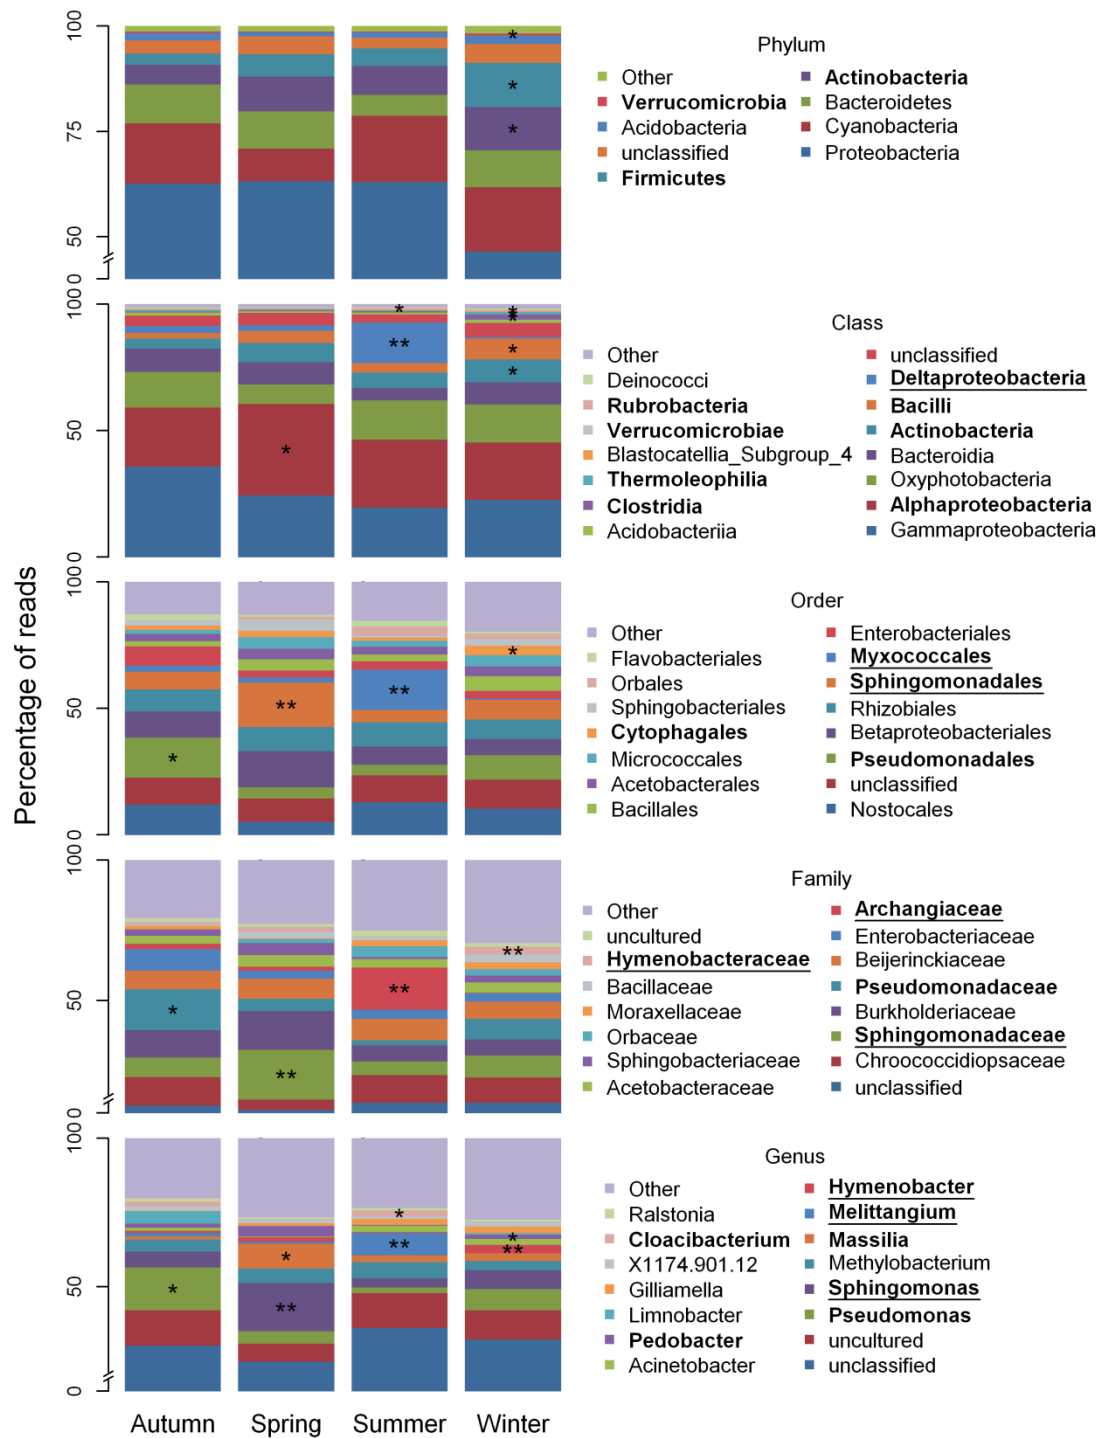 Percentage of reads
100
75
50
0
*
*
*
Phylum
Other
Verrucomicrobia
Acidobacteria
unclassified
Firmicutes
Actinobacteria
Bacteroidetes
Cyanobacteria
Proteobacteria
100
50
0
*
*
**
*
*
*
*
*
Class
Other
Deinococci
Rubrobacteria
Verrucomicrobiae
Blastocatellia_Subgroup_4
Thermoleophilia
Clostridia
Acidobacteriia
unclassified
Deltaproteobacteria
Bacilli
Actinobacteria
Bacteroidia
Oxyphotobacteria
Alphaproteobacteria
Gammaproteobacteria
100
50
0
*
**
**
*
Order
Other
Flavobacteriales
Orbales
Sphingobacteriales
Cytophagales
Micrococcales
Acetobacterales
Bacillales
Enterobacteriales
Myxococcales
Sphingomonadales
Rhizobiales
Betaproteobacteriales
Pseudomonadales
unclassified
Nostocales
100
50
0
*
**
**
**
Family
Other
uncultured
Hymenobacteraceae
Bacillaceae
Moraxellaceae
Orbaceae
Sphingobacteriaceae
Acetobacteraceae
Archangiaceae
Enterobacteriaceae
Beijerinckiaceae
Pseudomonadaceae
Burkholderiaceae
Sphingomonadaceae
Chroococcidiopsaceae
unclassified
100
50
0
*
*
**
*
**
*
**
Genus
Other
Ralstonia
Cloacibacterium
X1174.901.12
Gilliamella
Limnobacter
Pedobacter
Acinetobacter
Hymenobacter
Melittangium
Massilia
Methylobacterium
Sphingomonas
Pseudomonas
uncultured
unclassified
Autumn Spring Summer Winter